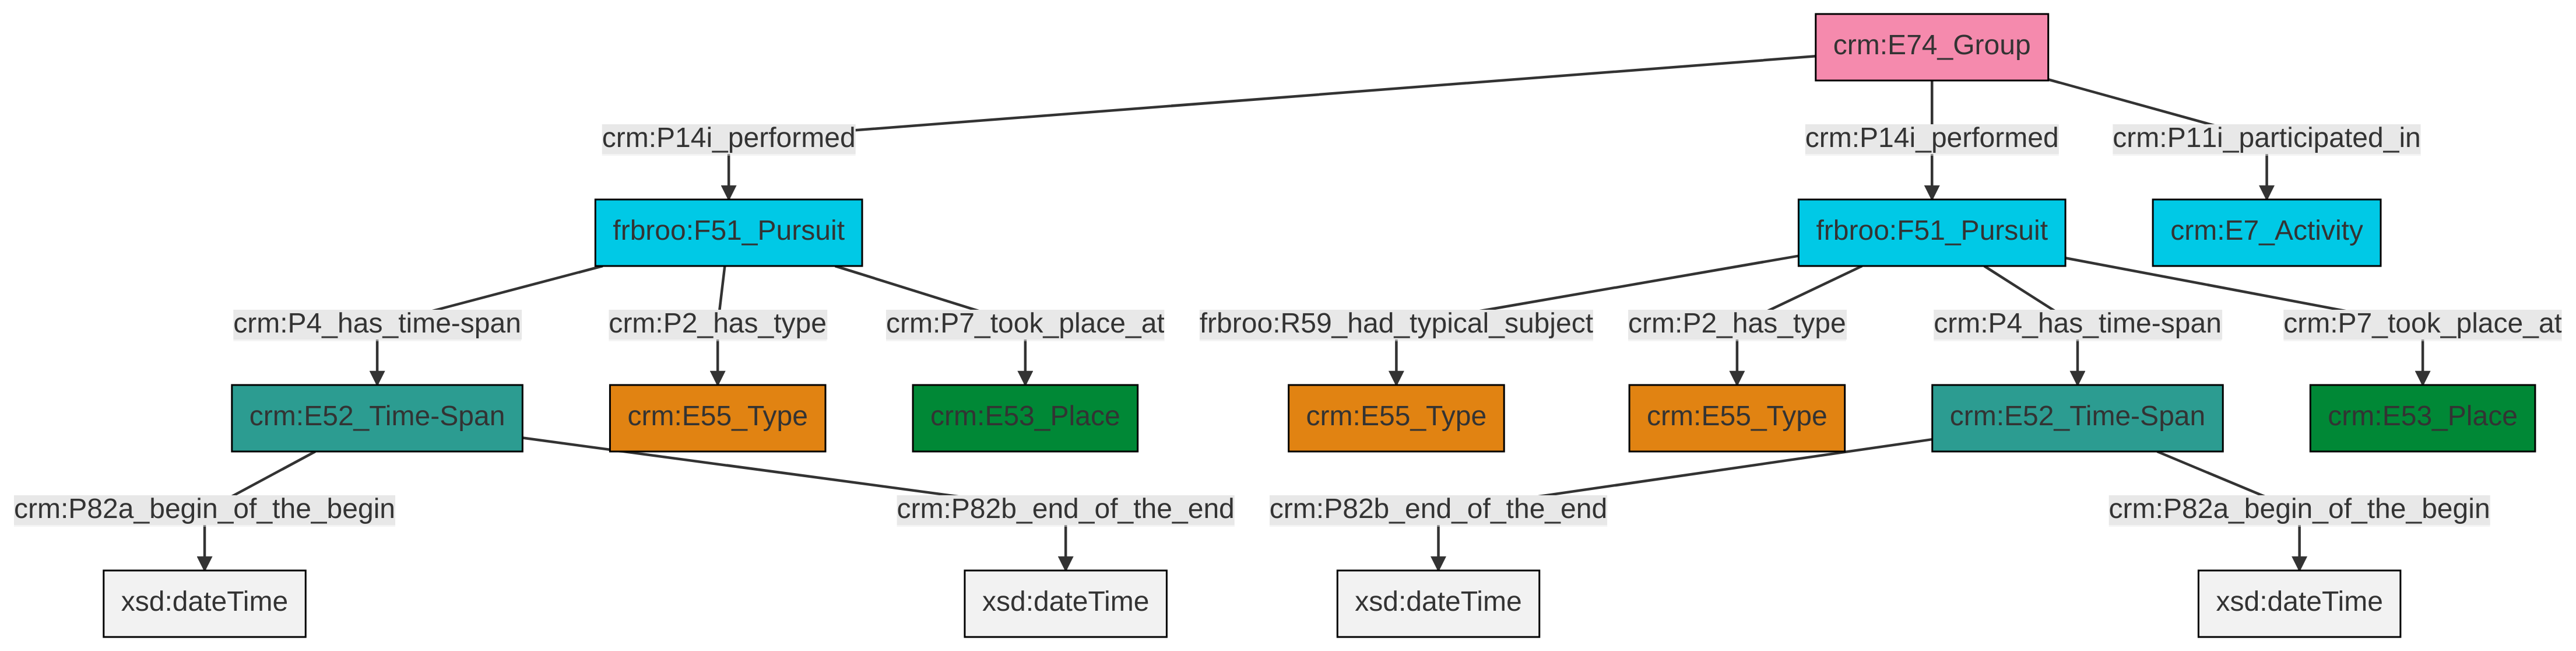 crm:E74_Group
crm:P14i_performed
crm:P14i_performed
crm:P11i_participated_in
frbroo:F51_Pursuit
frbroo:F51_Pursuit
crm:E7_Activity
crm:P4_has_time-span
crm:P2_has_type
crm:P7_took_place_at
frbroo:R59_had_typical_subject
crm:P2_has_type
crm:P4_has_time-span
crm:P7_took_place_at
crm:E52_Time-Span
crm:E55_Type
crm:E53_Place
crm:E55_Type
crm:E55_Type
crm:E52_Time-Span
crm:E53_Place
crm:P82a_begin_of_the_begin
crm:P82b_end_of_the_end
crm:P82b_end_of_the_end
crm:P82a_begin_of_the_begin
xsd:dateTime
xsd:dateTime
xsd:dateTime
xsd:dateTime